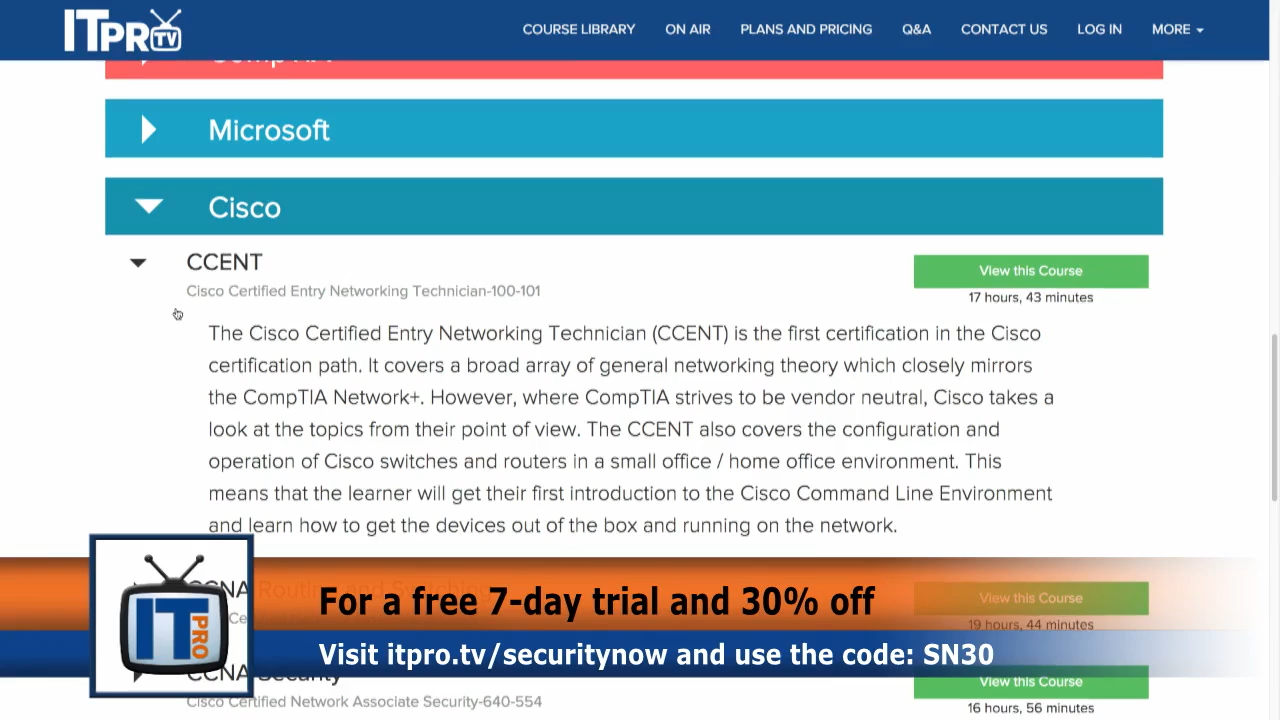 ITPRO TV
COURSE LIBRARY ON AIR PLANS AND PRICING Q&A CONTACT US LOG IN MORE
Microsoft
Cisco
CCENT
View this Course
Cisco Certified Entry Networking Technician-100-101
17 hours, 43 minutes
The Cisco Certified Entry Networking Technician (CCENT) is the first certification in the Cisco
certification path. It covers a broad array of general networking theory which closely mirrors
the CompTIA Network+. However, where CompTIA strives to be vendor neutral, Cisco takes a
look at the topics from their point of view. The CCENT also covers the configuration and
operation of Cisco switches and routers in a small office / home office environment. This
means that the learner will get their first introduction to the Cisco Command Line Environment
and learn how to get the devices out of the box and running on the network.
CCNA Routing and Switching
View this Course
19 hours, 44 minutes
IT PRO
For a free 7-day trial and 30% off
Visit itpro.tv/securitynow and use the code: SN30
CCNA Security
View this Course
Cisco Certified Network Associate Security-640-554
16 hours, 56 minutes